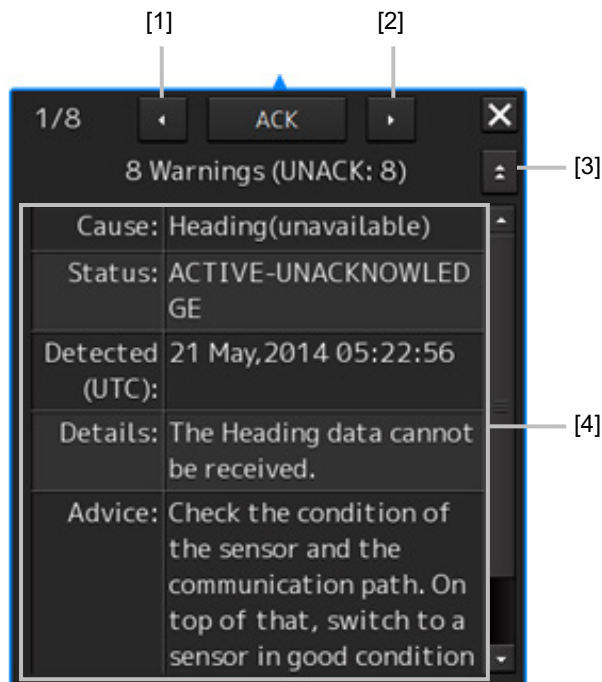 [1] [2]
1/8 ACK
8 Warnings (UNACK: 8)
[3]
Cause: Heading(unavailable)
Status: ACTIVE-UNACKNOWLED
GE
Detected 21 May,2014 05:22:56
(UTC):
[4]
Details: The Heading data cannot
be received.
Advice: Check the condition of
the sensor and the
communication path. On
top of that, switch to a
sensor in good condition